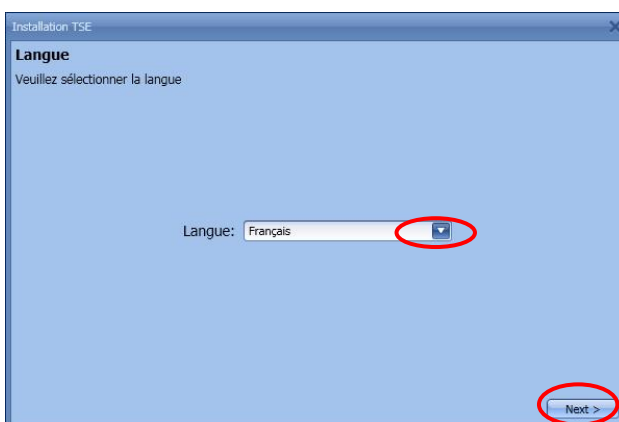 Installation TSE
Langue
Veuillez sélectionner la langue
Langue: Français
Next >